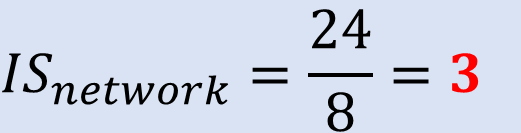 IS_network = 24/8 = 3